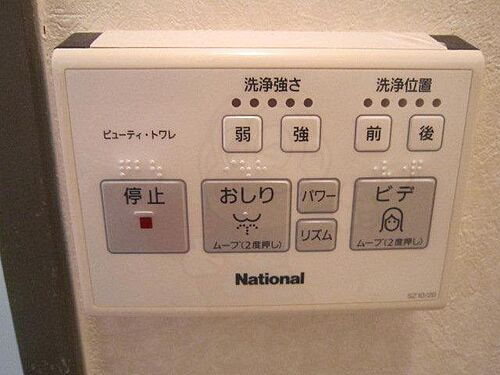 洗浄強さ
洗浄位置
ビューティ・トワレ
弱
強
前
後
停止
おしり
ムーブ(2度押し)
パワー
リズム
ビデ
ムーブ(2度押し)
National